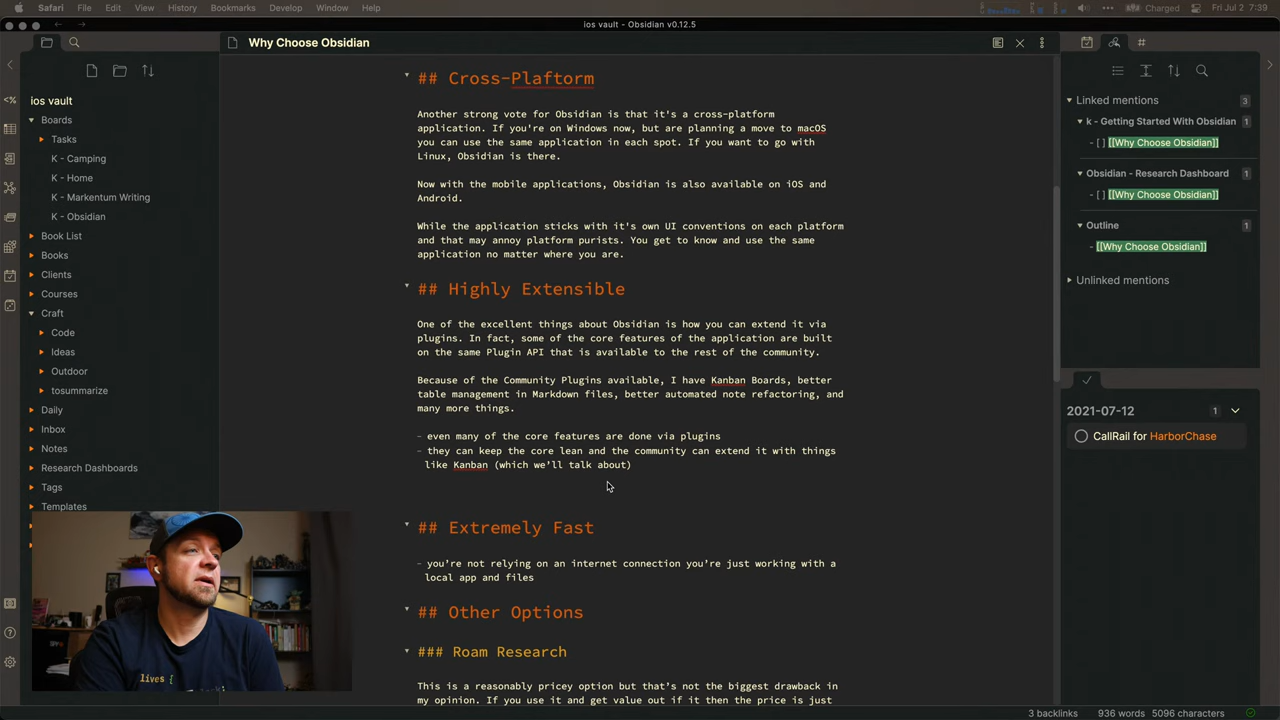 Safari File Edit View History Bookmarks Develop Window Help
Charged Fri Jul 2 7:39
ios vault - Obsidian v0.12.5
Why Choose Obsidian
ios vault
Boards
Tasks
K - Camping
K - Home
K - Markentum Writing
K - Obsidian
Book List
Books
Clients
Courses
Craft
Code
Ideas
Outdoor
tosummarize
Daily
Inbox
Notes
Research Dashboards
Tags
Templates
## Cross-Plaftorm
Another strong vote for Obsidian is that it's a cross-platform
application. If you're on Windows now, but are planning a move to macOS
you can use the same application in each spot. If you want to go with
Linux, Obsidian is there.
Now with the mobile applications, Obsidian is also available on iOS and
Android.
While the application sticks with it's own UI conventions on each platform
and that may annoy platform purists. You get to know and use the same
application no matter where you are.
## Highly Extensible
One of the excellent things about Obsidian is how you can extend it via
plugins. In fact, some of the core features of the application are built
on the same Plugin API that is available to the rest of the community.
Because of the Community Plugins available, I have Kanban Boards, better
table management in Markdown files, better automated note refactoring, and
many more things.
- even many of the core features are done via plugins
- they can keep the core lean and the community can extend it with things
like Kanban (which we'll talk about)
## Extremely Fast
- you're not relying on an internet connection you're just working with a
local app and files
## Other Options
### Roam Research
This is a reasonably pricey option but that's not the biggest drawback in
my opinion. If you use it and get value out if it then the price is just
Linked mentions 3
k - Getting Started With Obsidian 1
- [ ] [[Why Choose Obsidian]]
Obsidian - Research Dashboard 1
- [ ] [[Why Choose Obsidian]]
Outline 1
- [[Why Choose Obsidian]]
Unlinked mentions
2021-07-12 1
CallRail for HarborChase
lives {
3 backlinks 936 words 5096 characters